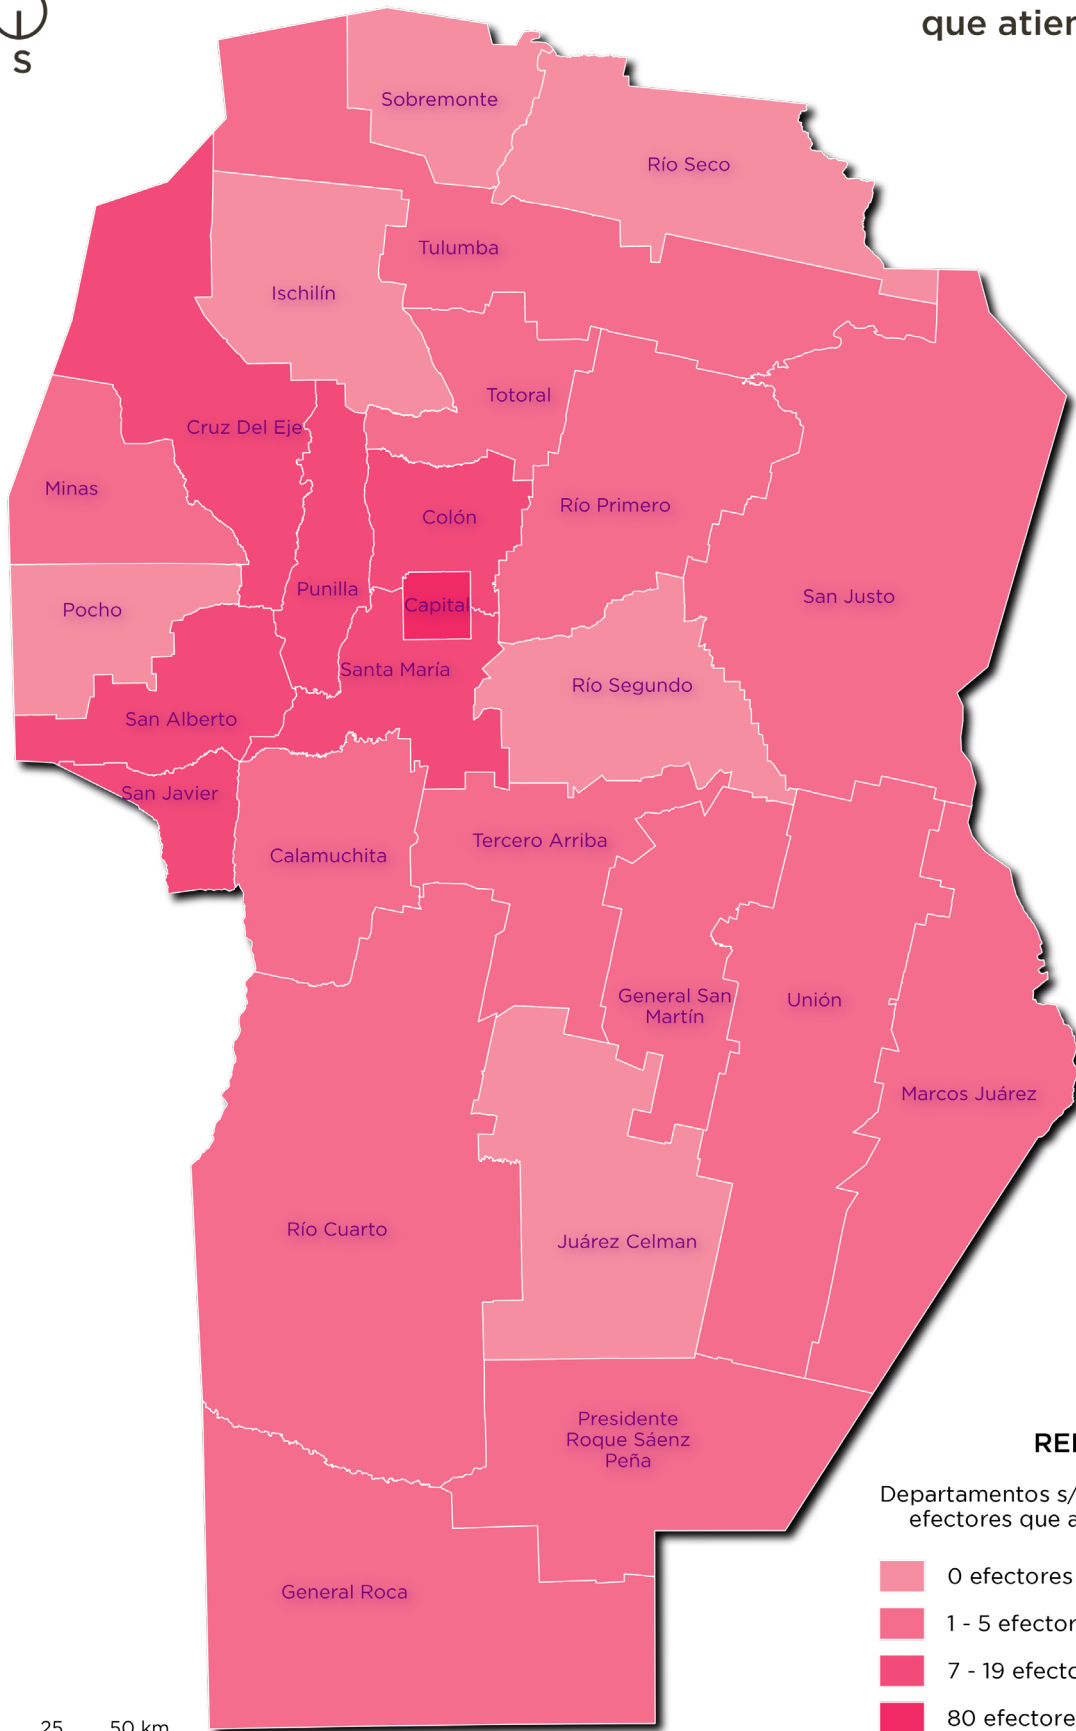 que atien
S
Sobremonte
Río Seco
Tulumba
Ischilín
Totoral
Cruz Del Eje
Minas
Río Primero
Colón
Punilla
San Justo
Capital
Pocho
Santa María
Río Segundo
San Alberto
San Javier
Tercero Arriba
Calamuchita
General San
Martín
Unión
Marcos Juárez
Río Cuarto
Juárez Celman
Presidente
Roque Sáenz
Peña
General Roca
REF
Departamentos s/
efectores que a
0 efectores
1 - 5 efector
7 - 19 efecto
80 efectore
25 50 km